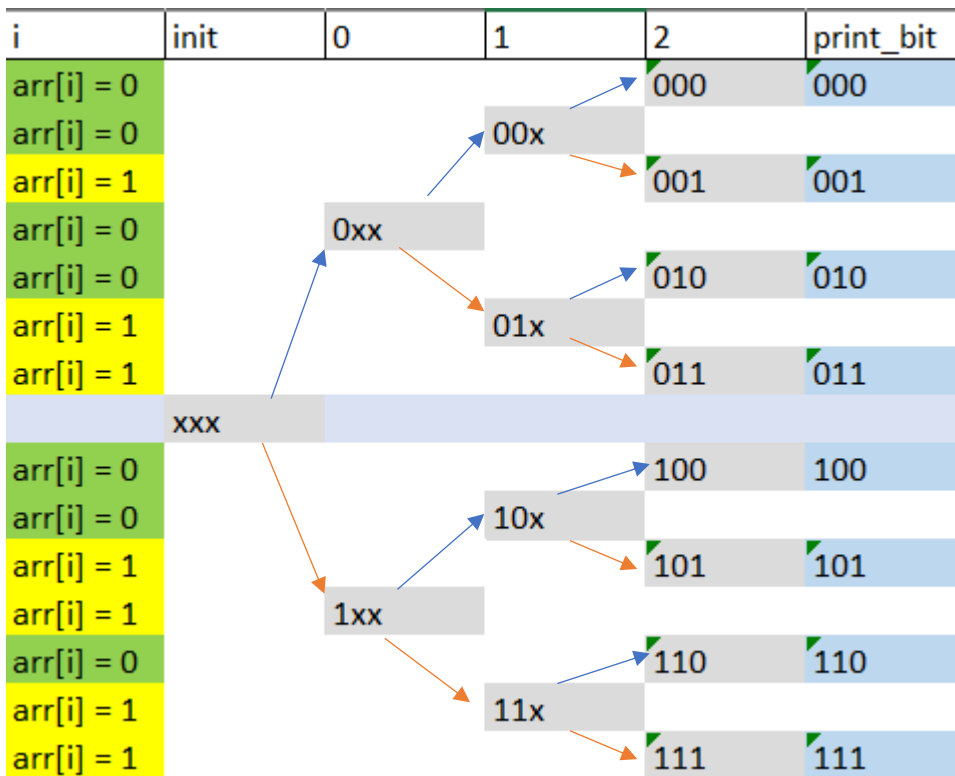 i init 0 1 2 print_bit
arr[i] = 0 000 000
arr[i] = 0 00x
arr[i] = 1 001 001
arr[i] = 0 0xx
arr[i] = 0 010 010
arr[i] = 1 01x
arr[i] = 1 011 011
xxx
arr[i] = 0 100 100
arr[i] = 0 10x
arr[i] = 1 101 101
arr[i] = 1 1xx
arr[i] = 0 110 110
arr[i] = 1 11x
arr[i] = 1 111 111